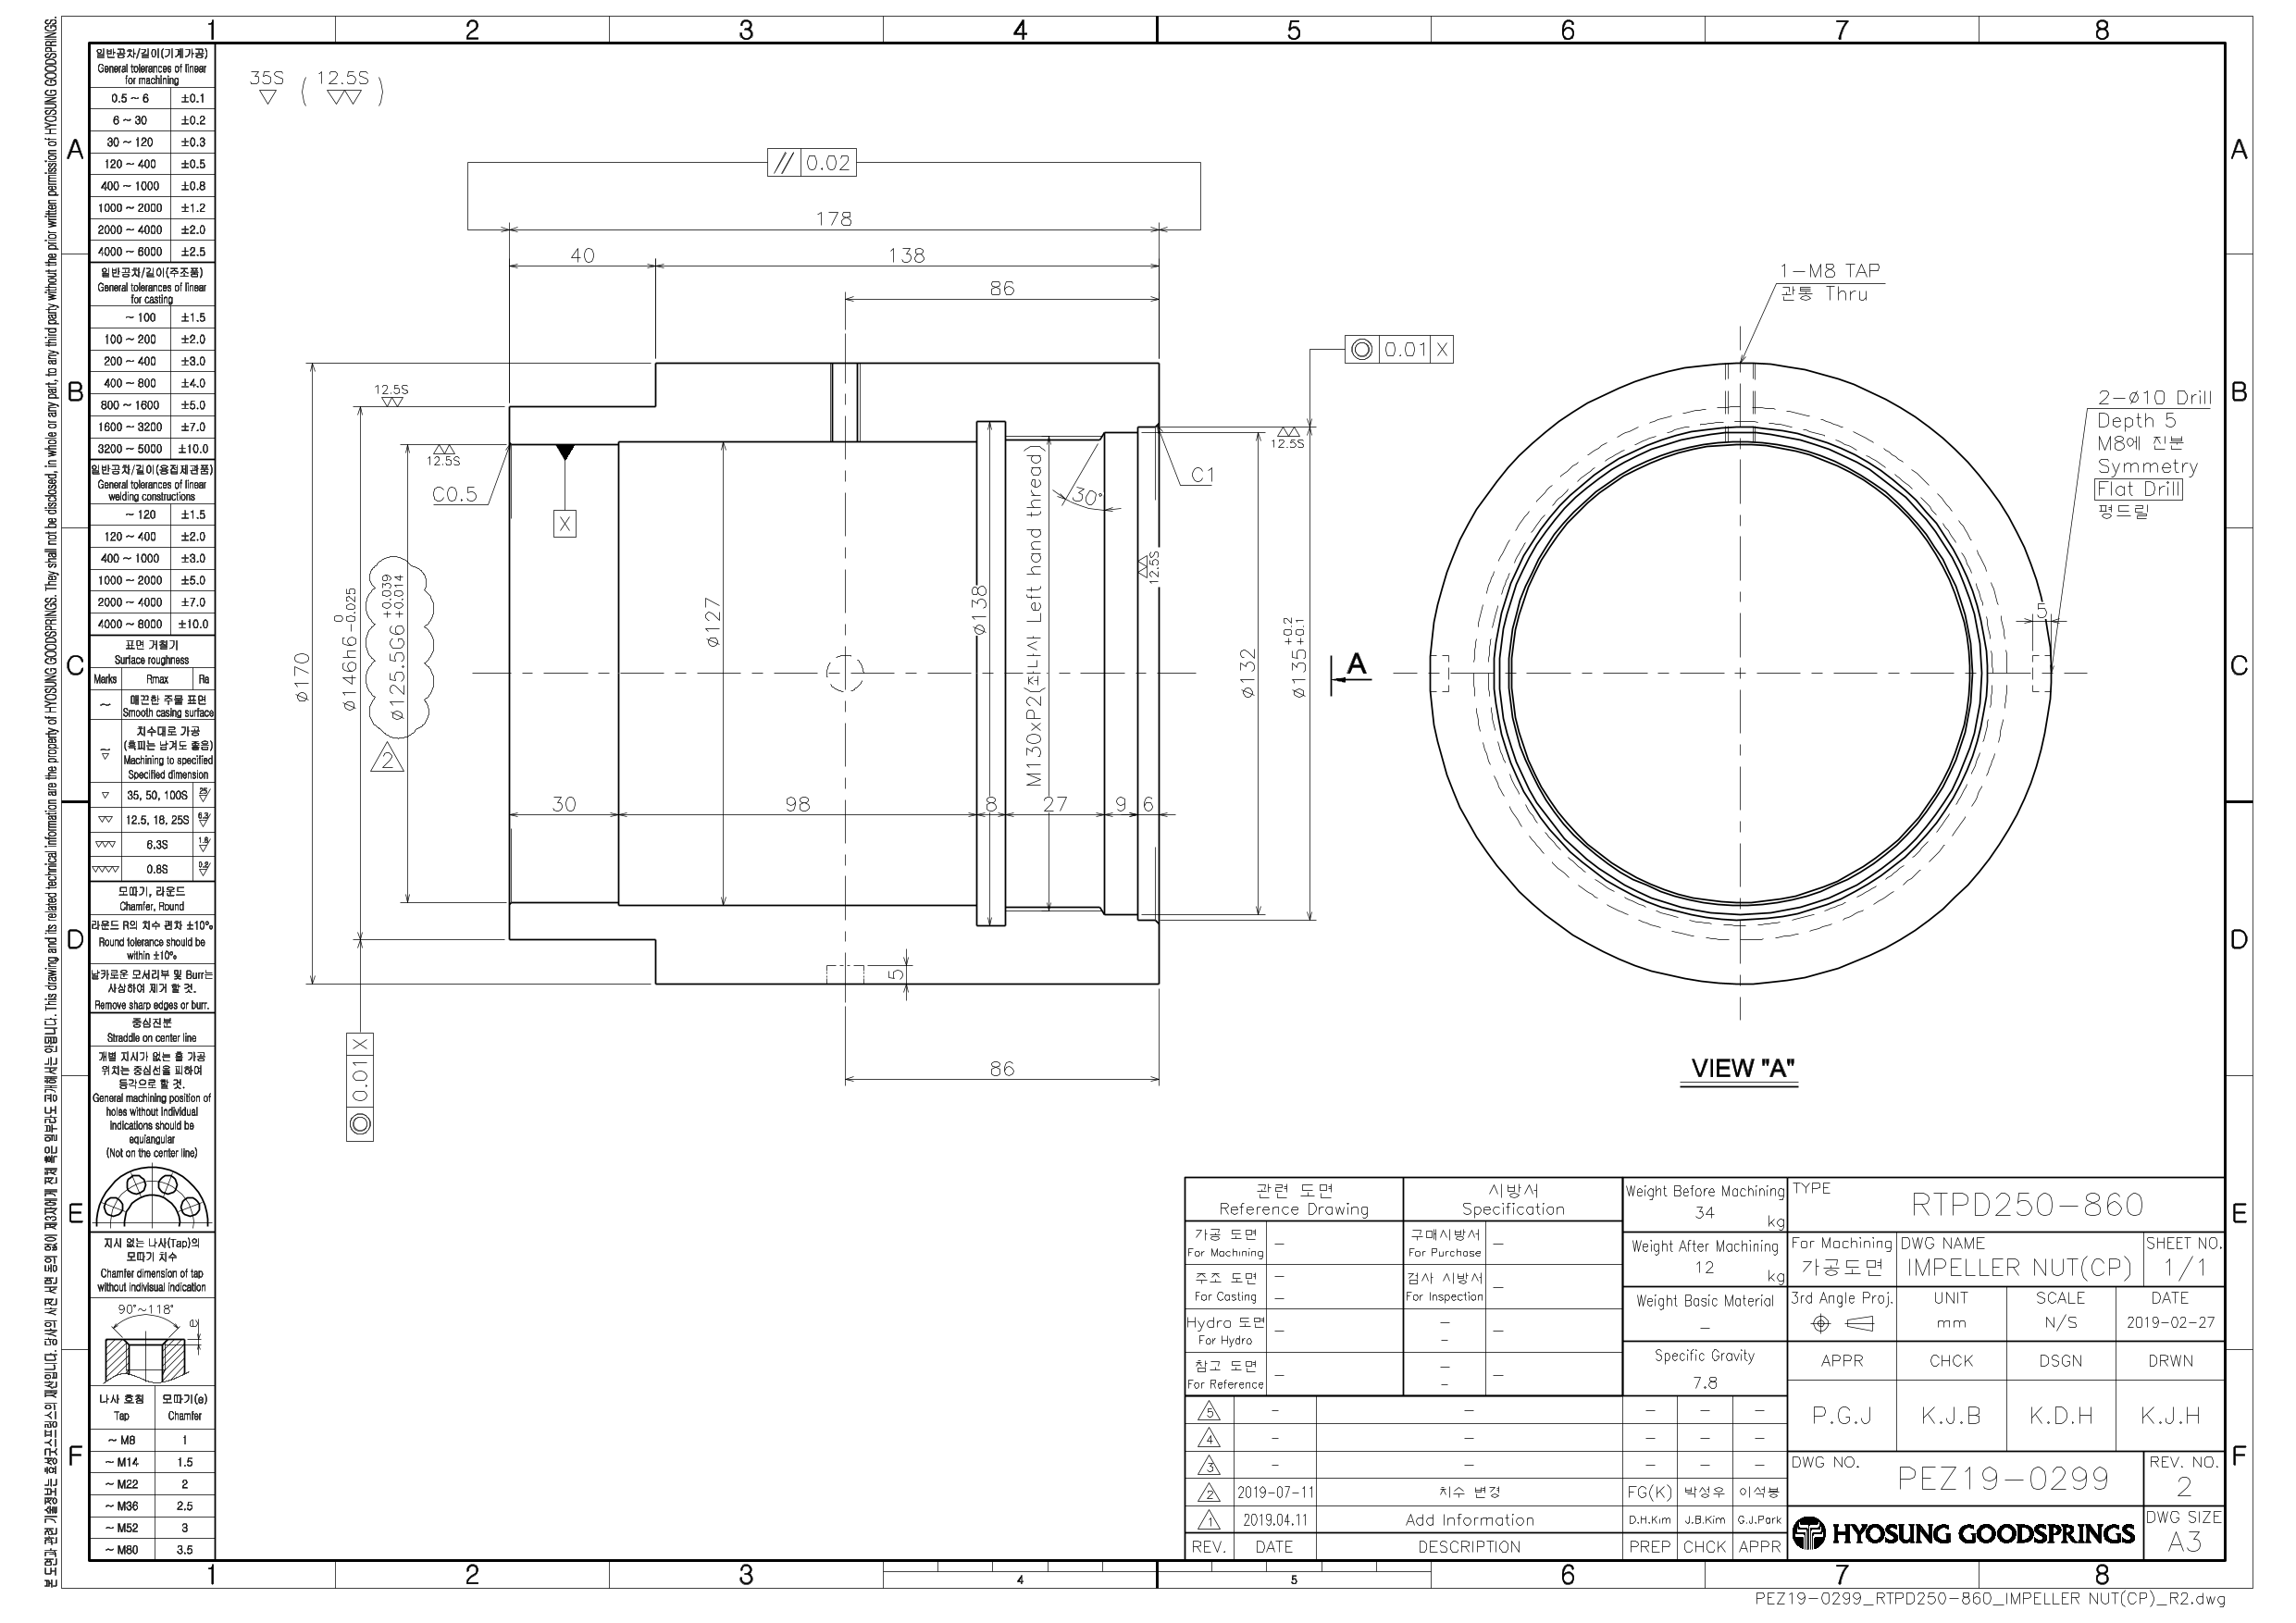 1 2 3 4 5 6 7 8
A B C D E F
본 도면과 관련 기술정보는 효성굿스프링스의 재산입니다. 당사의 사전 서면 동의 없이 제3자에게 전체 혹은 일부라도 공개해서는 안됩니다. This drawing and its related technical information are the property of HYOSUNG GOODSPRINGS. They shall not be disclosed, in whole or any part, to any third party without the prior written permission of HYOSUNG GOODSPRINGS.
일반공차/길이(기계가공)
General tolerances of linear
for machining
0.5 ~ 6 ±0.1
6 ~ 30 ±0.2
30 ~ 120 ±0.3
120 ~ 400 ±0.5
400 ~ 1000 ±0.8
1000 ~ 2000 ±1.2
2000 ~ 4000 ±2.0
4000 ~ 6000 ±2.5
일반공차/길이(주조품)
General tolerances of linear
for casting
~ 100 ±1.5
100 ~ 200 ±2.0
200 ~ 400 ±3.0
400 ~ 800 ±4.0
800 ~ 1600 ±5.0
1600 ~ 3200 ±7.0
3200 ~ 5000 ±10.0
일반공차/길이(용접제관품)
General tolerances of linear
welding constructions
~ 120 ±1.5
120 ~ 400 ±2.0
400 ~ 1000 ±3.0
1000 ~ 2000 ±5.0
2000 ~ 4000 ±7.0
4000 ~ 8000 ±10.0
표면 거칠기
Surface roughness
Marks Rmax Ra
~ 매끈한 주물 표면
Smooth casing surface
치수대로 가공
(흑피는 남겨도 좋음)
Machining to specified
Specified dimension
▽ 35, 50, 100S 25
▽▽ 12.5, 18, 25S 6.3
▽▽▽ 6.3S 1.6
▽▽▽▽ 0.8S 0.2
모따기, 라운드
Chamfer, Round
라운드 R의 치수 편차 ±10%
Round tolerance should be
within ±10%
날카로운 모서리부 및 Burr는
사상하여 제거 할 것.
Remove sharp edges or burr.
중심진분
Straddle on center line
개별 지시가 없는 홀 가공
위치는 중심선을 피하여
등각으로 할 것.
General machining position of
holes without individual
indications should be
equiangular
(Not on the center line)
지시 없는 나사(Tap)의
모따기 치수
Chamfer dimension of tap
without indivisual indication
90°~118°
e
나사 호칭 모따기(e)
Tap Chamfer
~ M8 1
~ M14 1.5
~ M22 2
~ M36 2.5
~ M52 3
~ M80 3.5
35S ( 12.5S )
// 0.02
178
40 138
86
◎ 0.01 X
12.5S
12.5S
12.5S
12.5S
C0.5
C1
X
30°
ø170
ø146h6 0 -0.025
ø125.5G6 +0.039 +0.014
2
ø127
ø138
M130xP2(좌나사 Left hand thread)
ø132
ø135 +0.2 +0.1
A
30 98 8 27 9 6
5
86
◎ 0.01 X
1-M8 TAP
관통 Thru
2-ø10 Drill
Depth 5
M8에 진분
Symmetry
Flat Drill
평드릴
5
VIEW "A"
관련 도면
Reference Drawing
시방서
Specification
가공 도면
For Machining –
구매시방서
For Purchase –
주조 도면 –
For Casting –
검사 시방서
For Inspection –
Hydro 도면
For Hydro –
참고 도면
For Reference –
Weight Before Machining
34
kg
Weight After Machining
12
kg
Weight Basic Material
–
Specific Gravity
7.8
TYPE
RTPD250-860
For Machining
가공도면
DWG NAME
IMPELLER NUT(CP)
SHEET NO.
1/1
3rd Angle Proj. UNIT SCALE DATE
mm N/S 2019-02-27
APPR CHCK DSGN DRWN
P.G.J K.J.B K.D.H K.J.H
DWG NO.
PEZ19-0299
REV. NO.
2
HYOSUNG GOODSPRINGS
DWG SIZE
A3
5 – – – – –
4 – – – – –
3 – – – – –
2 2019-07-11 치수 변경 FG(K) 박성우 이석봉
1 2019.04.11 Add Information D.H.Kim J.B.Kim G.J.Park
REV. DATE DESCRIPTION PREP CHCK APPR
1 2 3 4 5 6 7 8
PEZ19-0299_RTPD250-860_IMPELLER NUT(CP)_R2.dwg